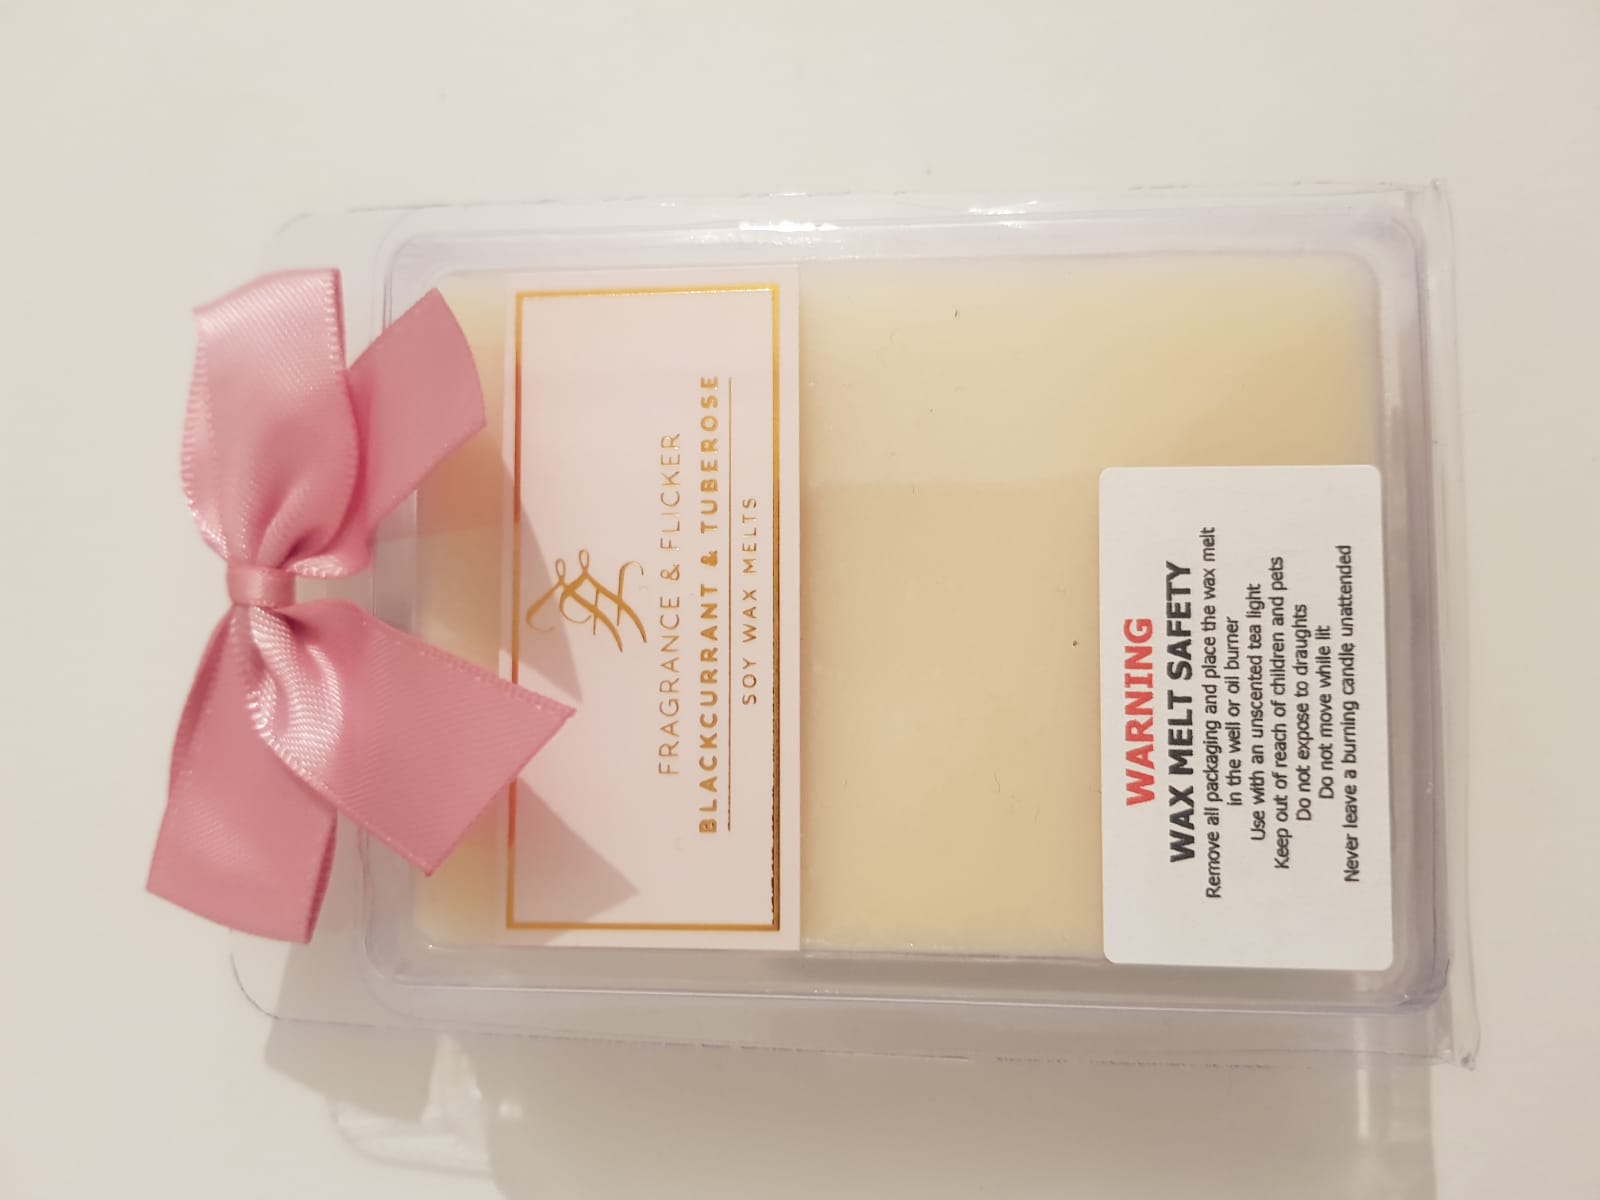 FF
FRAGRANCE & FLICKER
BLACKCURRANT & TUBEROSE
SOY WAX MELTS
WARNING
WAX MELT SAFETY
Remove all packaging and place the wax melt
in the well or oil burner
Use with an unscented tea light
Keep out of reach of children and pets
Do not expose to draughts
Do not move while lit
Never leave a burning candle unattended